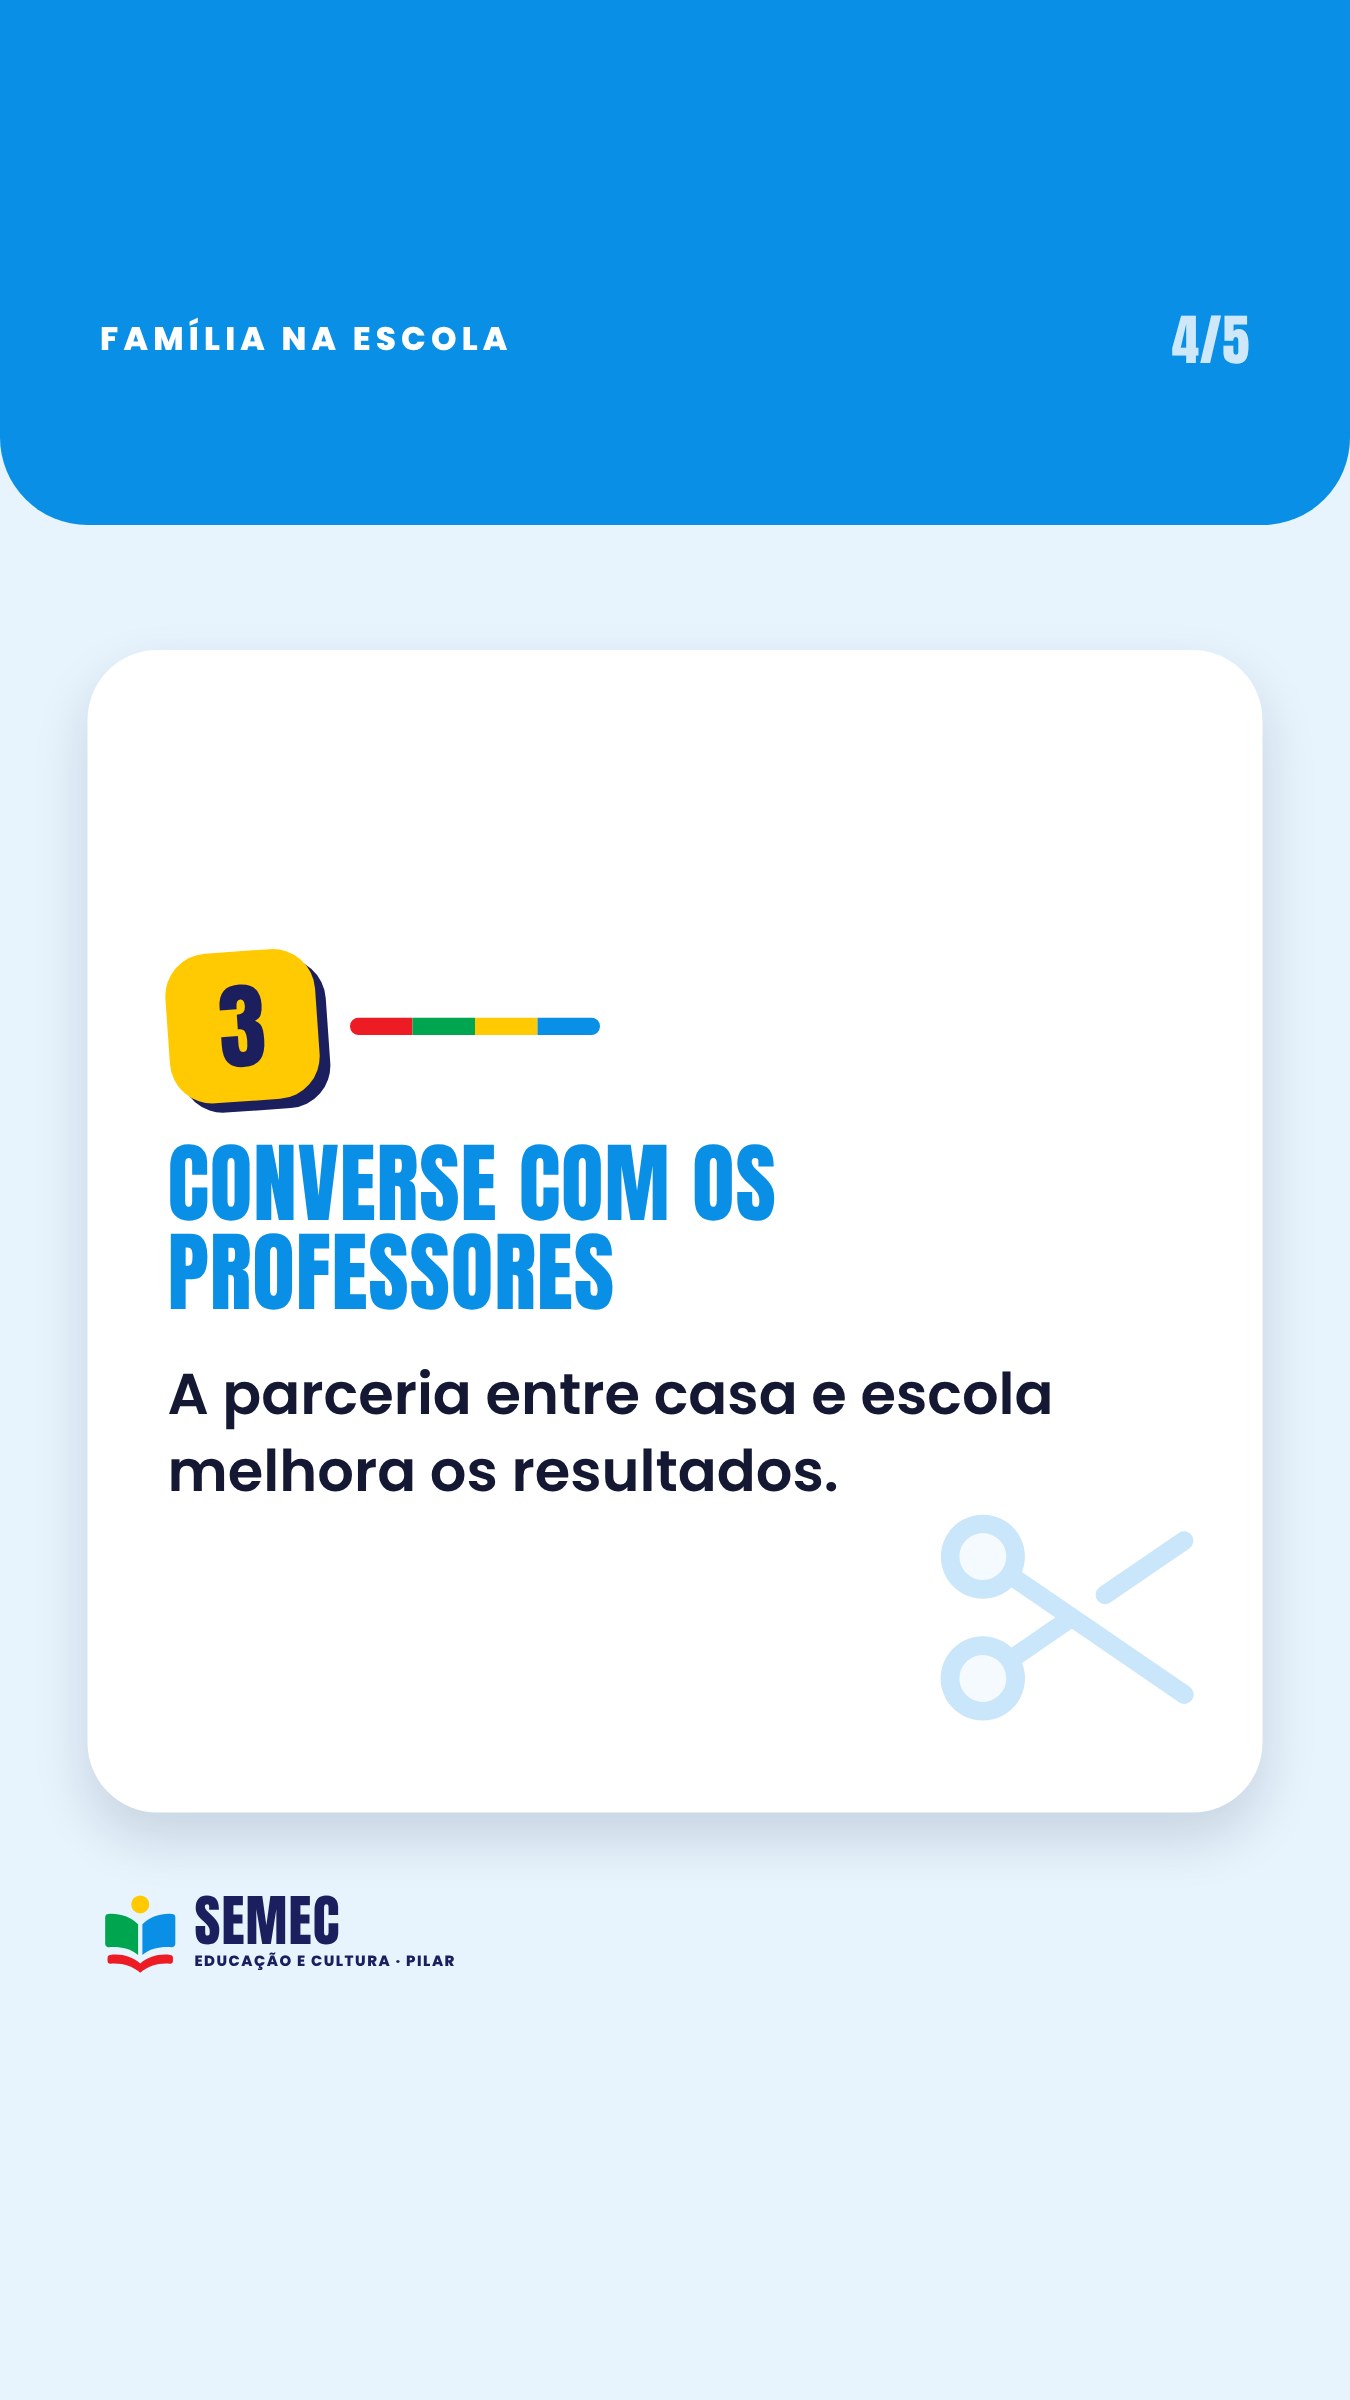 FAMÍLIA NA ESCOLA
4/5
3
CONVERSE COM OS
PROFESSORES
A parceria entre casa e escola
melhora os resultados.
SEMEC
EDUCAÇÃO E CULTURA · PILAR